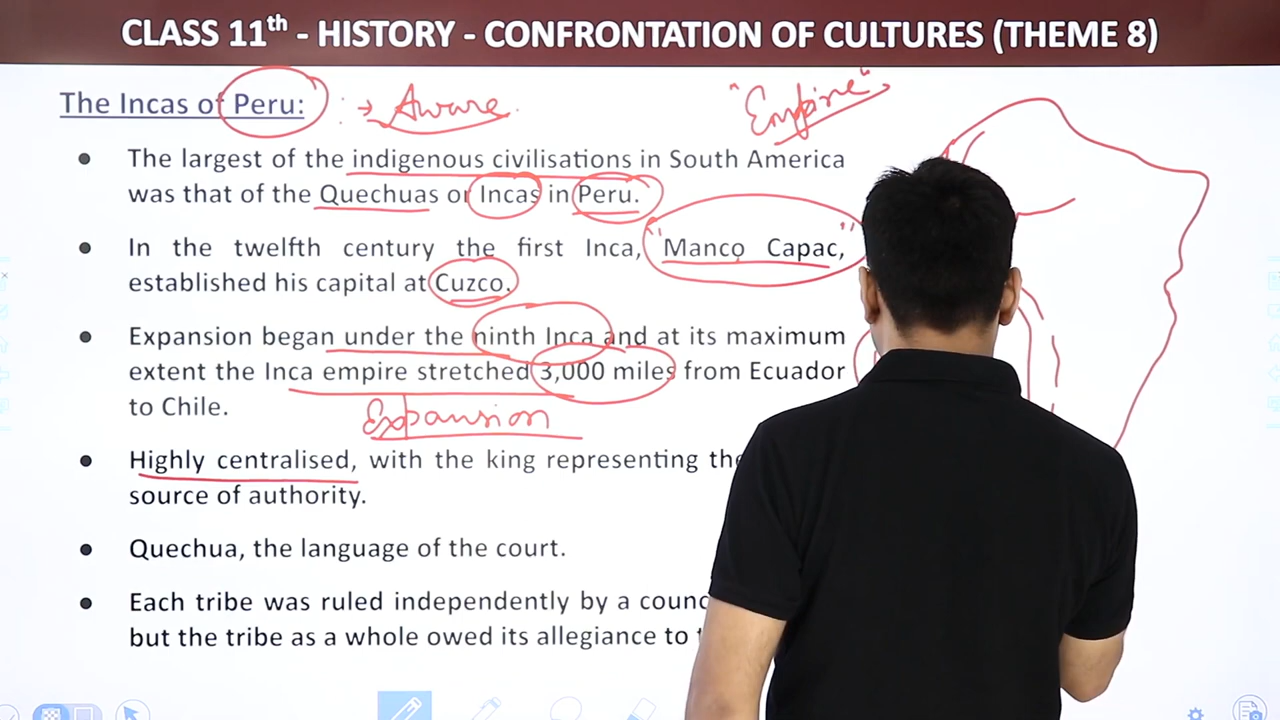 CLASS 11th - HISTORY - CONFRONTATION OF CULTURES (THEME 8)
The Incas of Peru: : → Aware "Empire"
• The largest of the indigenous civilisations in South America
was that of the Quechuas or Incas in Peru.
• In the twelfth century the first Inca, "Manco Capac,"
established his capital at Cuzco.
• Expansion began under the ninth Inca and at its maximum
extent the Inca empire stretched 3,000 miles from Ecuador
to Chile. Expansion
• Highly centralised, with the king representing the
source of authority.
• Quechua, the language of the court.
• Each tribe was ruled independently by a
but the tribe as a whole owed its allegiance to